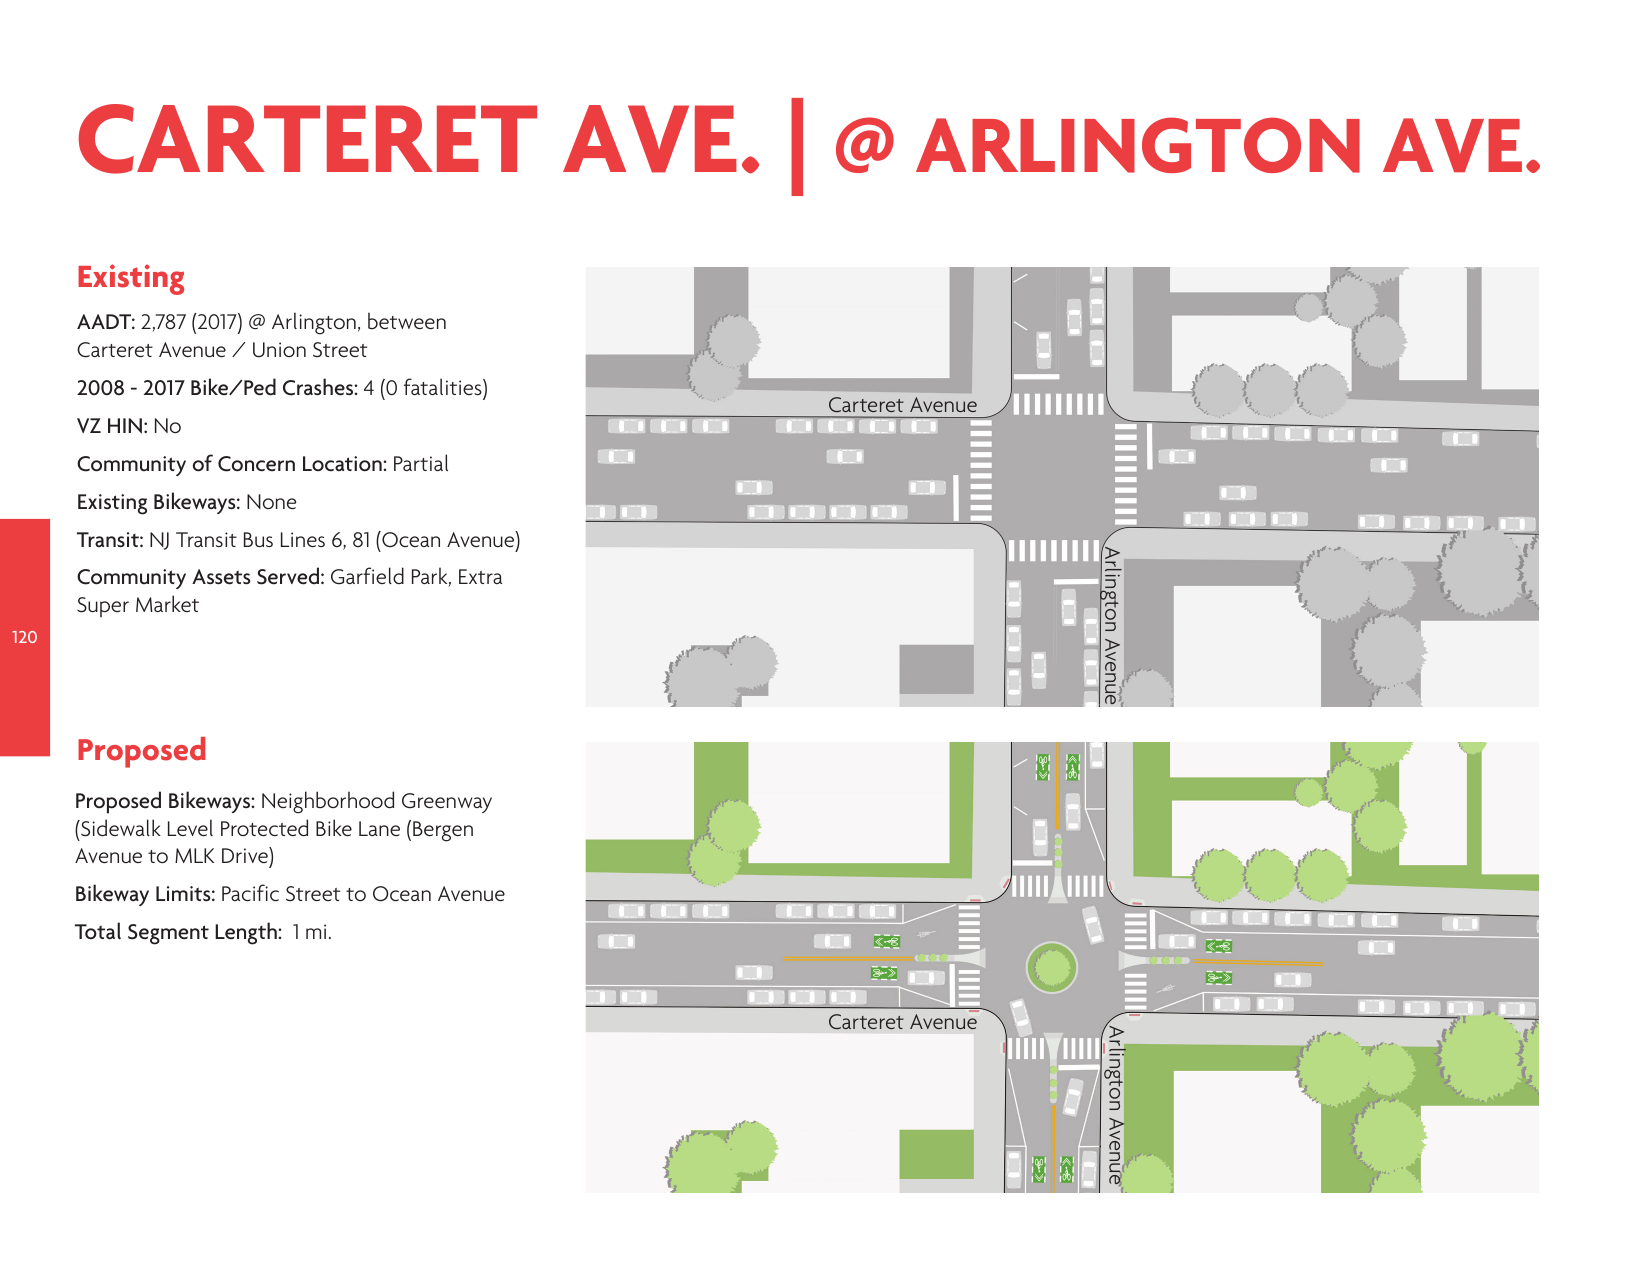 CARTERET AVE. | @ ARLINGTON AVE.
Existing
AADT: 2,787 (2017) @ Arlington, between
Carteret Avenue / Union Street
2008 - 2017 Bike/Ped Crashes: 4 (0 fatalities)
VZ HIN: No
Community of Concern Location: Partial
Existing Bikeways: None
Transit: NJ Transit Bus Lines 6, 81 (Ocean Avenue)
Community Assets Served: Garfield Park, Extra
Super Market
120
Carteret Avenue
Arlington Avenue
Proposed
Proposed Bikeways: Neighborhood Greenway
(Sidewalk Level Protected Bike Lane (Bergen
Avenue to MLK Drive)
Bikeway Limits: Pacific Street to Ocean Avenue
Total Segment Length:  1 mi.
Carteret Avenue
Arlington Avenue